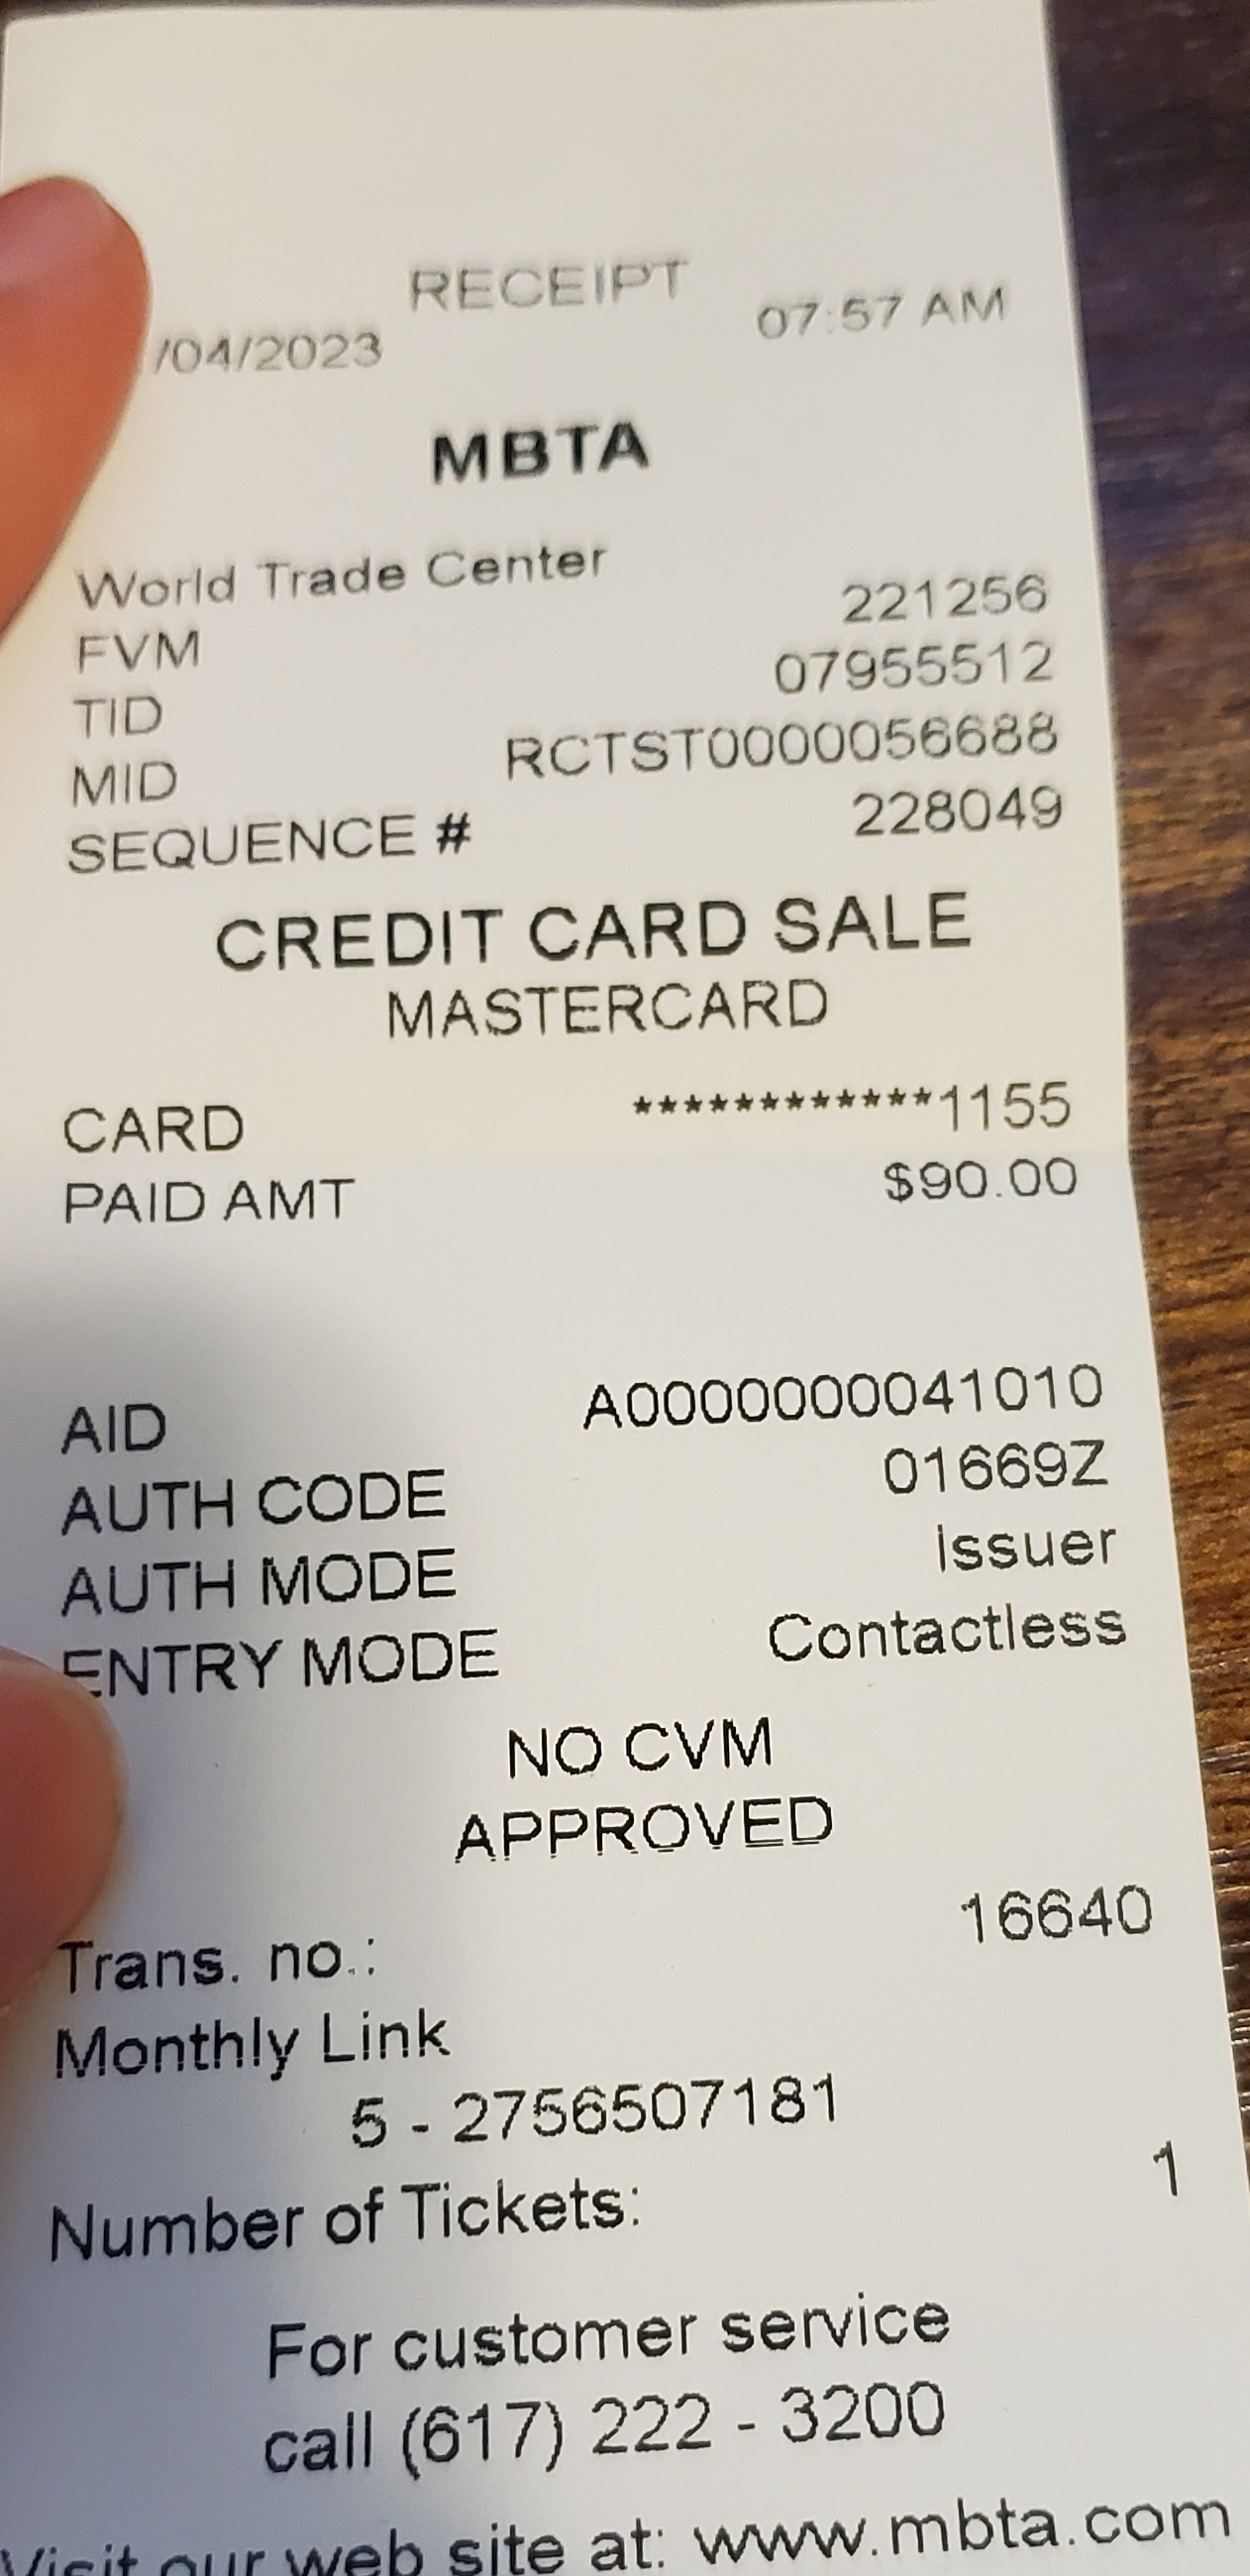 RECEIPT
/04/2023 07:57 AM
MBTA
World Trade Center
FVM 221256
TID 07955512
MID RCTST0000056688
SEQUENCE # 228049
CREDIT CARD SALE
MASTERCARD
CARD ************1155
PAID AMT $90.00
AID A0000000041010
AUTH CODE 01669Z
AUTH MODE Issuer
ENTRY MODE Contactless
NO CVM
APPROVED
Trans. no.: 16640
Monthly Link
5 - 2756507181
Number of Tickets: 1
For customer service
call (617) 222 - 3200
Visit our web site at: www.mbta.com